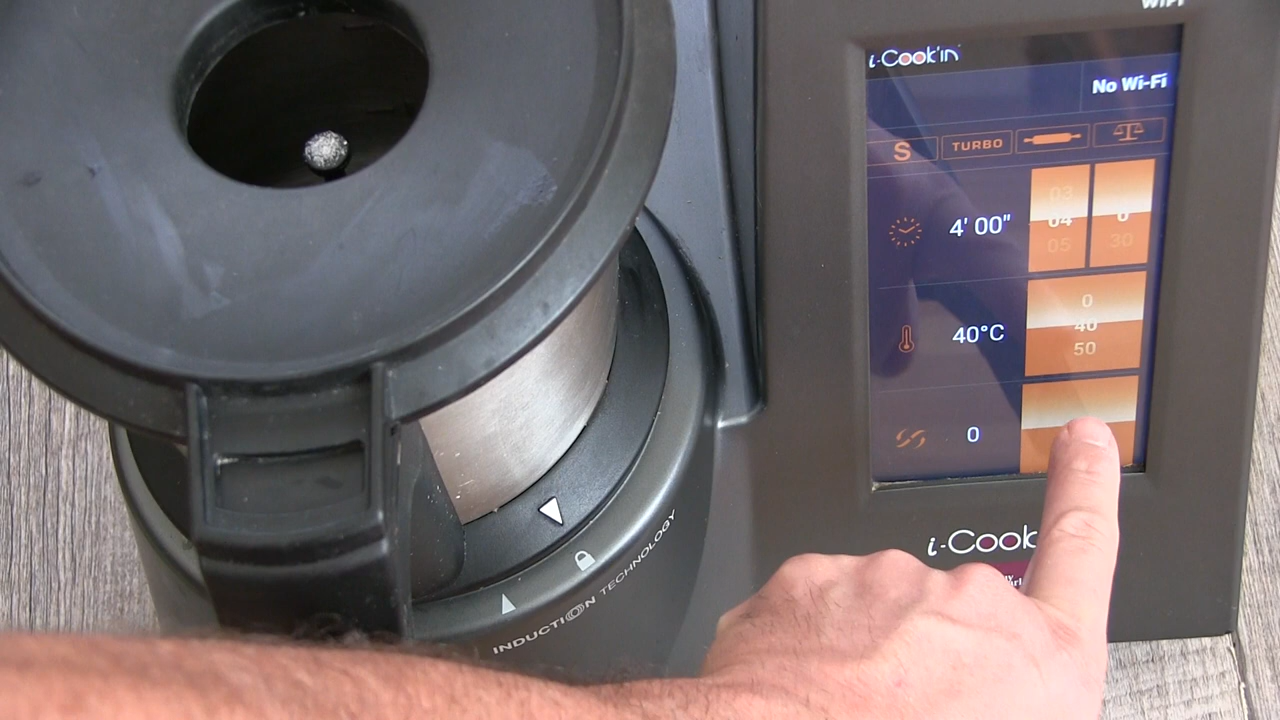 WIFI
i-Cook'in
No Wi-Fi
S TURBO
03
4' 00" 04 0
05 30
0
40°C 40
50
0
i-Cook
INDUCTION TECHNOLOGY